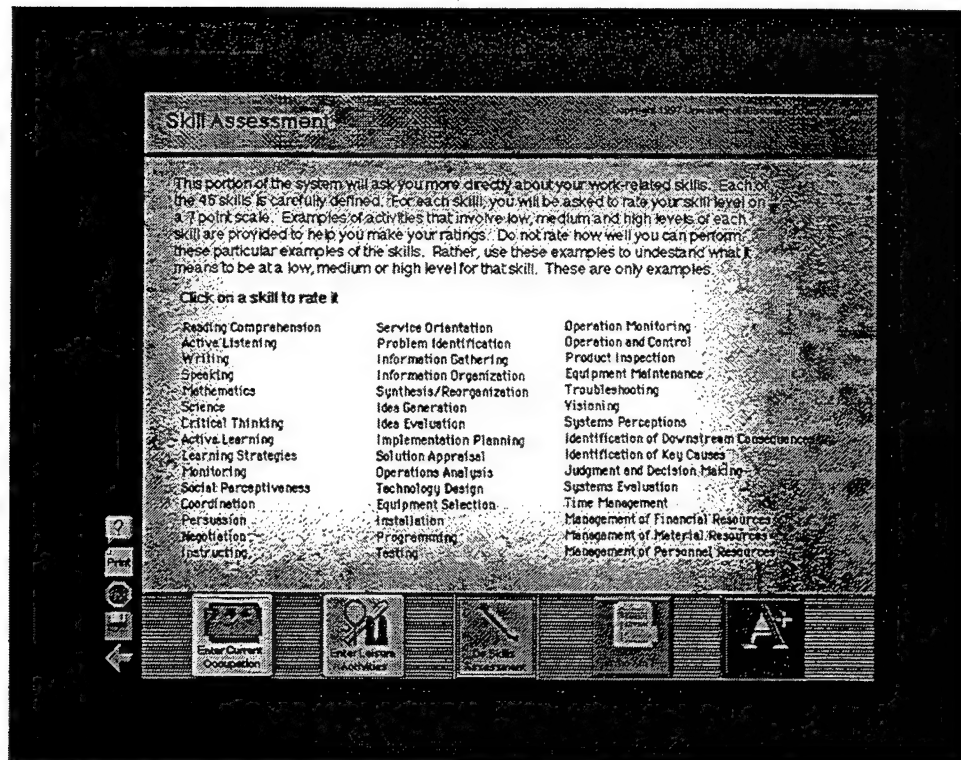 Skill Assessment
Copyright 1997 University of
This portion of the system will ask you more directly about your work-related skills. Each of
the 45 skills is carefully defined. For each skill, you will be asked to rate your skill level on
a 7 point scale. Examples of activities that involve low, medium and high levels of each
skill are provided to help you make your ratings. Do not rate how well you can perform
these particular examples of the skills. Rather, use these examples to undestand what it
means to be at a low, medium or high level for that skill. These are only examples.
Click on a skill to rate it
Reading Comprehension
Active Listening
Writing
Speaking
Mathematics
Science
Critical Thinking
Active Learning
Learning Strategies
Monitoring
Social Perceptiveness
Coordination
Persuasion
Negotiation
Instructing
Service Orientation
Problem Identification
Information Gathering
Information Organization
Synthesis/Reorganization
Idea Generation
Idea Evaluation
Implementation Planning
Solution Appraisal
Operations Analysis
Technology Design
Equipment Selection
Installation
Programming
Testing
Operation Monitoring
Operation and Control
Product Inspection
Equipment Maintenance
Troubleshooting
Visioning
Systems Perceptions
Identification of Downstream Consequences
Identification of Key Causes
Judgment and Decision Making
Systems Evaluation
Time Management
Management of Financial Resources
Management of Material Resources
Management of Personnel Resources
?
Print
Enter Current
Occupation
Enter Leisure
Activities
Do Skills
Assessment
A+